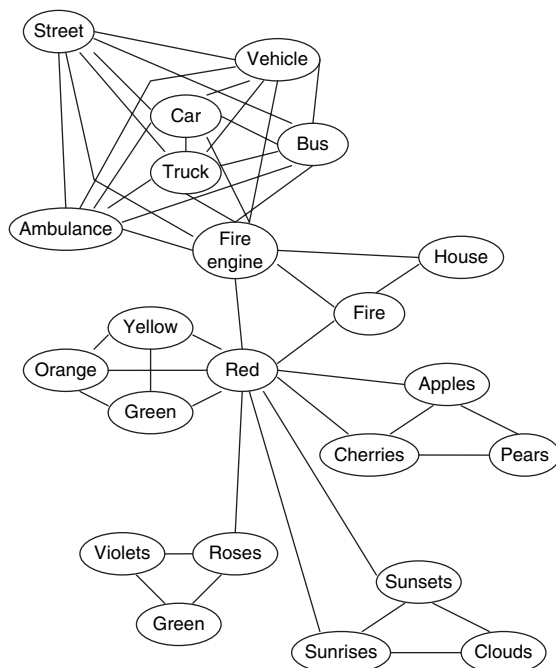 Street
Vehicle
Car
Bus
Truck
Ambulance
Fire
engine
House
Fire
Yellow
Orange
Red
Green
Apples
Cherries
Pears
Violets
Roses
Green
Sunsets
Sunrises
Clouds